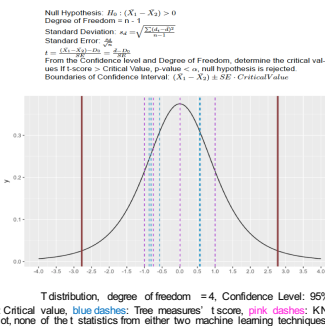 Null Hypothesis: H₀ : (X̄₁ − X̄₂) > 0
Degree of Freedom = n - 1
Standard Deviation: s_d = √(∑(d₁−d̄)²/(n−1))
Standard Error: s_d/√n
t = ((X̄₁−X̄₂)−D₀)/SE = (d̄−D₀)/SE
From the Confidence level and Degree of Freedom, determine the critical val-
ues if t-score > Critical Value, p-value < α, null hypothesis is rejected.
Boundaries of Confidence Interval: (X̄₁ − X̄₂) ± SE · CriticalValue
0.3
0.2
y
0.1
0.0
-4.0 -3.5 -3.0 -2.5 -2.0 -1.5 -1.0 -0.5 0.0 0.5 1.0 1.5 2.0 2.5 3.0 3.5 4.0
T distribution, degree of freedom = 4, Confidence Level: 95%
Critical value, blue dashes: Tree measures' t score, pink dashes: KN
ot, none of the t statistics from either two machine learning techniques